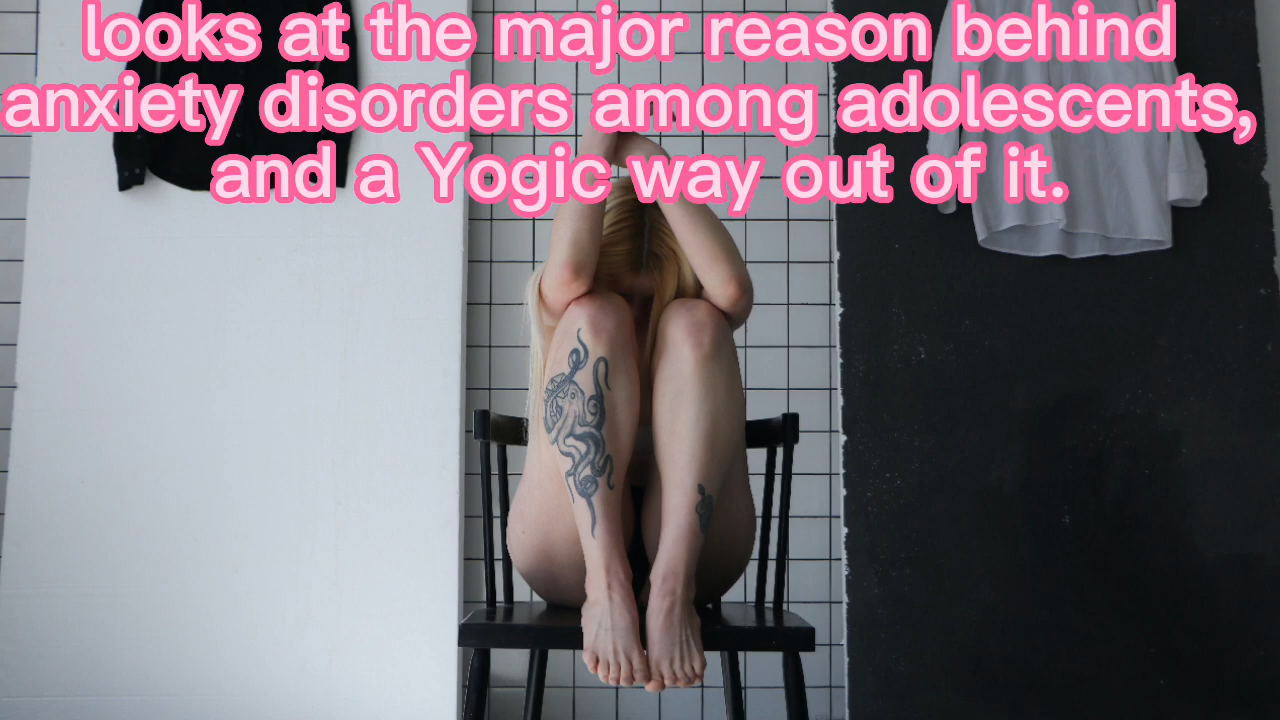 looks at the major reason behind
anxiety disorders among adolescents,
and a Yogic way out of it.